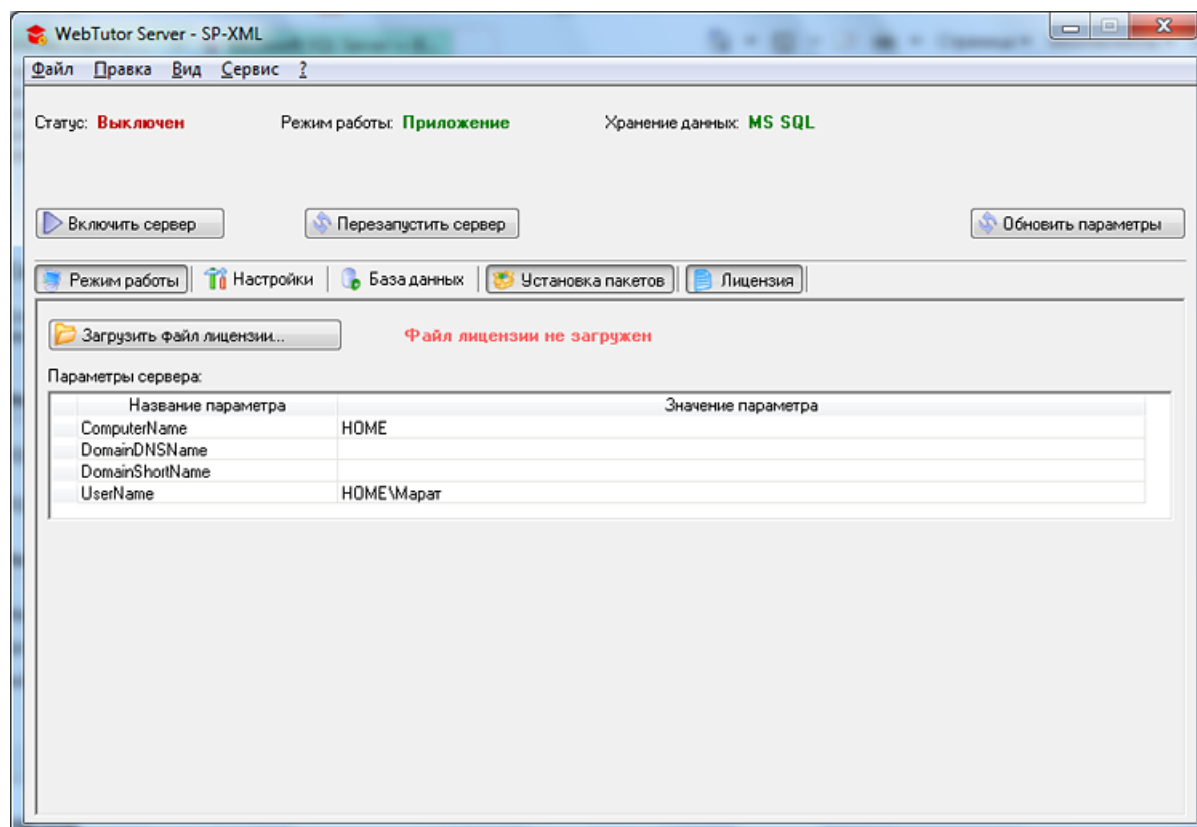 WebTutor Server - SP-XML
Файл Правка Вид Сервис ?
Статус: Выключен Режим работы: Приложение Хранение данных: MS SQL
Включить сервер Перезапустить сервер Обновить параметры
Режим работы Настройки База данных Установка пакетов Лицензия
Загрузить файл лицензии... Файл лицензии не загружен
Параметры сервера:
Название параметра Значение параметра
ComputerName HOME
DomainDNSName
DomainShortName
UserName HOME\Марат